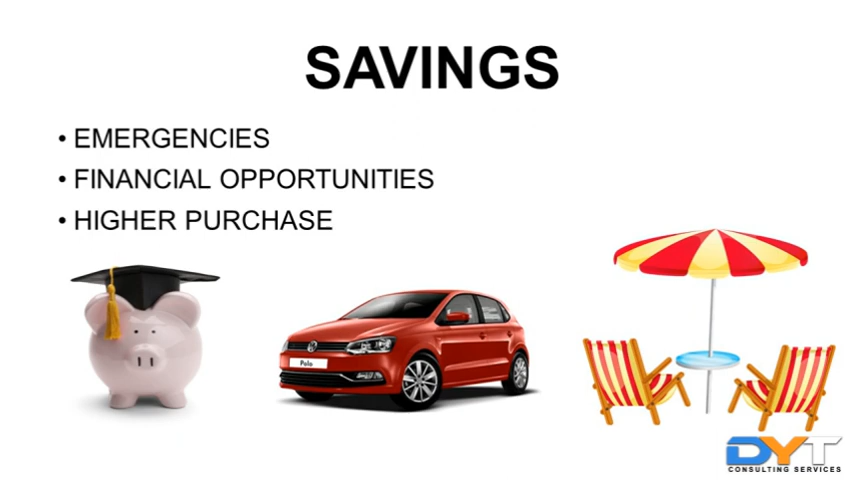 SAVINGS
• EMERGENCIES
• FINANCIAL OPPORTUNITIES
• HIGHER PURCHASE
Polo
DYT
CONSULTING SERVICES